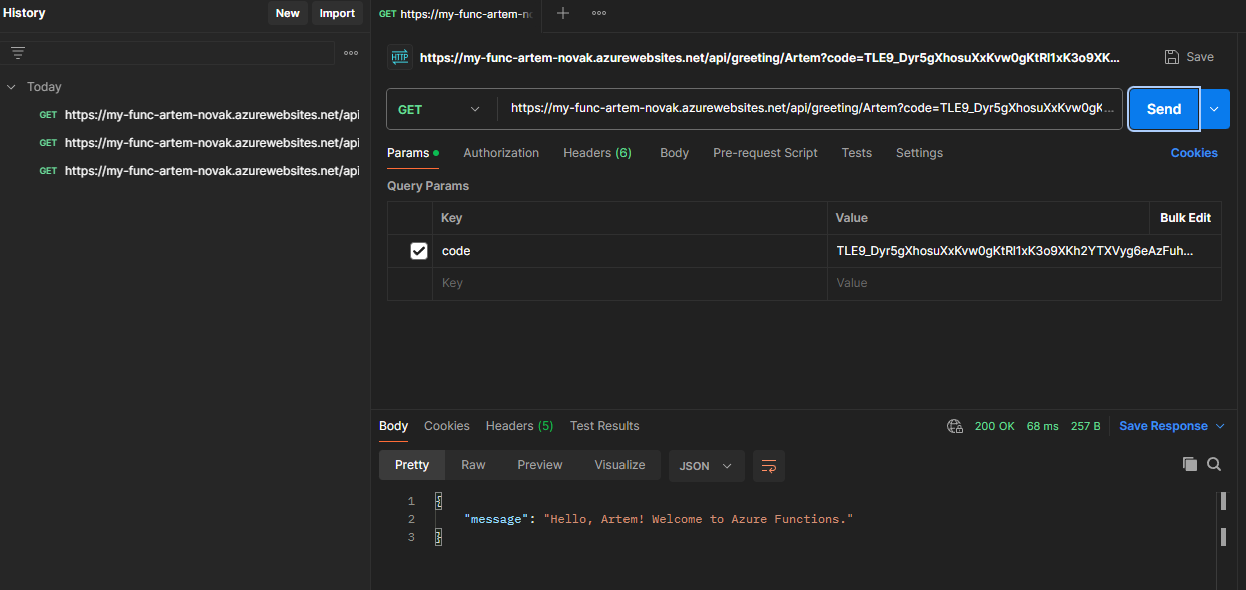 History
New
Import
Today
GET https://my-func-artem-novak.azurewebsites.net/api
GET https://my-func-artem-novak.azurewebsites.net/api
GET https://my-func-artem-novak.azurewebsites.net/api
GET https://my-func-artem-no
HTTP https://my-func-artem-novak.azurewebsites.net/api/greeting/Artem?code=TLE9_Dyr5gXhosuXxKvw0gKtRl1xK3o9XK...
Save
GET
https://my-func-artem-novak.azurewebsites.net/api/greeting/Artem?code=TLE9_Dyr5gXhosuXxKvw0gK...
Send
Params Authorization Headers (6) Body Pre-request Script Tests Settings Cookies
Query Params
Key Value Bulk Edit
code TLE9_Dyr5gXhosuXxKvw0gKtRl1xK3o9XKh2YTXVyg6eAzFuh...
Key Value
Body Cookies Headers (5) Test Results 200 OK 68 ms 257 B Save Response
Pretty Raw Preview Visualize JSON
1 {
2 "message": "Hello, Artem! Welcome to Azure Functions."
3 }